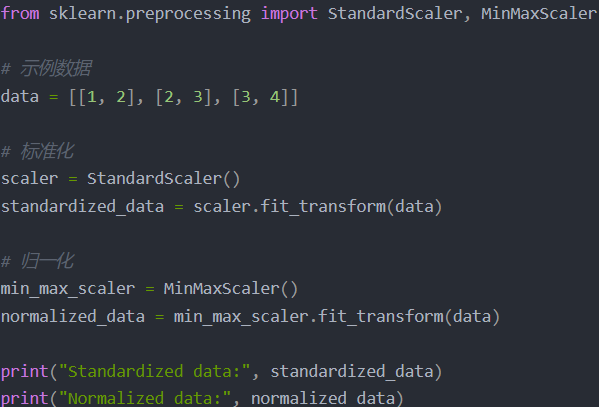 from sklearn.preprocessing import StandardScaler, MinMaxScaler
# 示例数据
data = [[1, 2], [2, 3], [3, 4]]
# 标准化
scaler = StandardScaler()
standardized_data = scaler.fit_transform(data)
# 归一化
min_max_scaler = MinMaxScaler()
normalized_data = min_max_scaler.fit_transform(data)
print("Standardized data:", standardized_data)
print("Normalized data:", normalized_data)